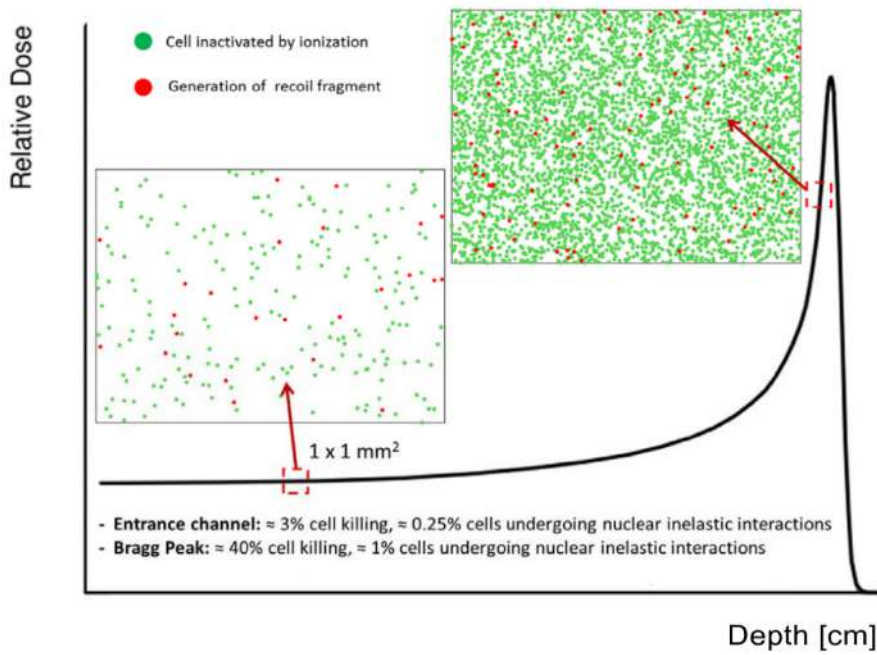 Relative Dose
Cell inactivated by ionization
Generation of recoil fragment
1 x 1 mm²
- Entrance channel: ≈ 3% cell killing, ≈ 0.25% cells undergoing nuclear inelastic interactions
- Bragg Peak: ≈ 40% cell killing, ≈ 1% cells undergoing nuclear inelastic interactions
Depth [cm]